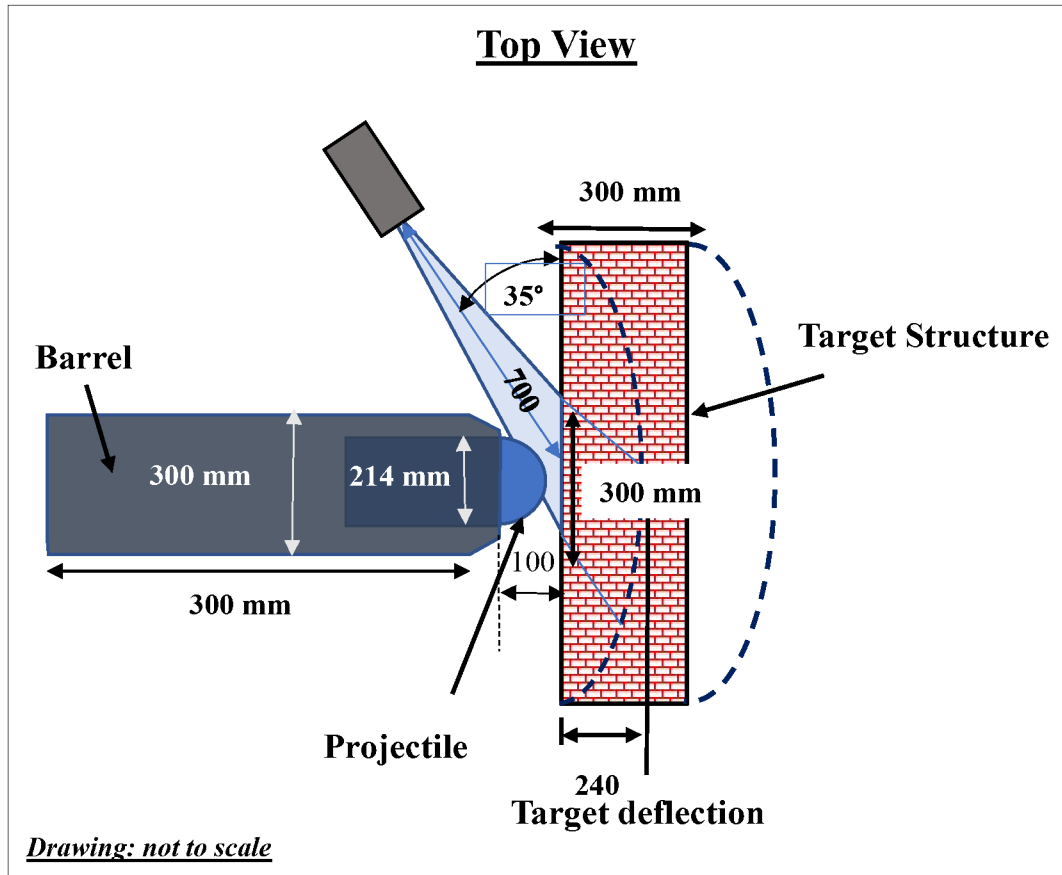 Top View
300 mm
35°
Target Structure
Barrel
700
300 mm
214 mm
300 mm
100
300 mm
Projectile
240
Target deflection
Drawing: not to scale